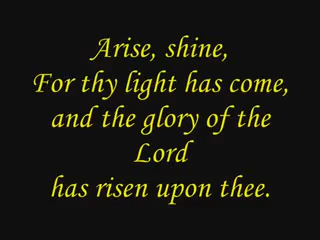 Arise, shine,
For thy light has come,
and the glory of the
Lord
has risen upon thee.